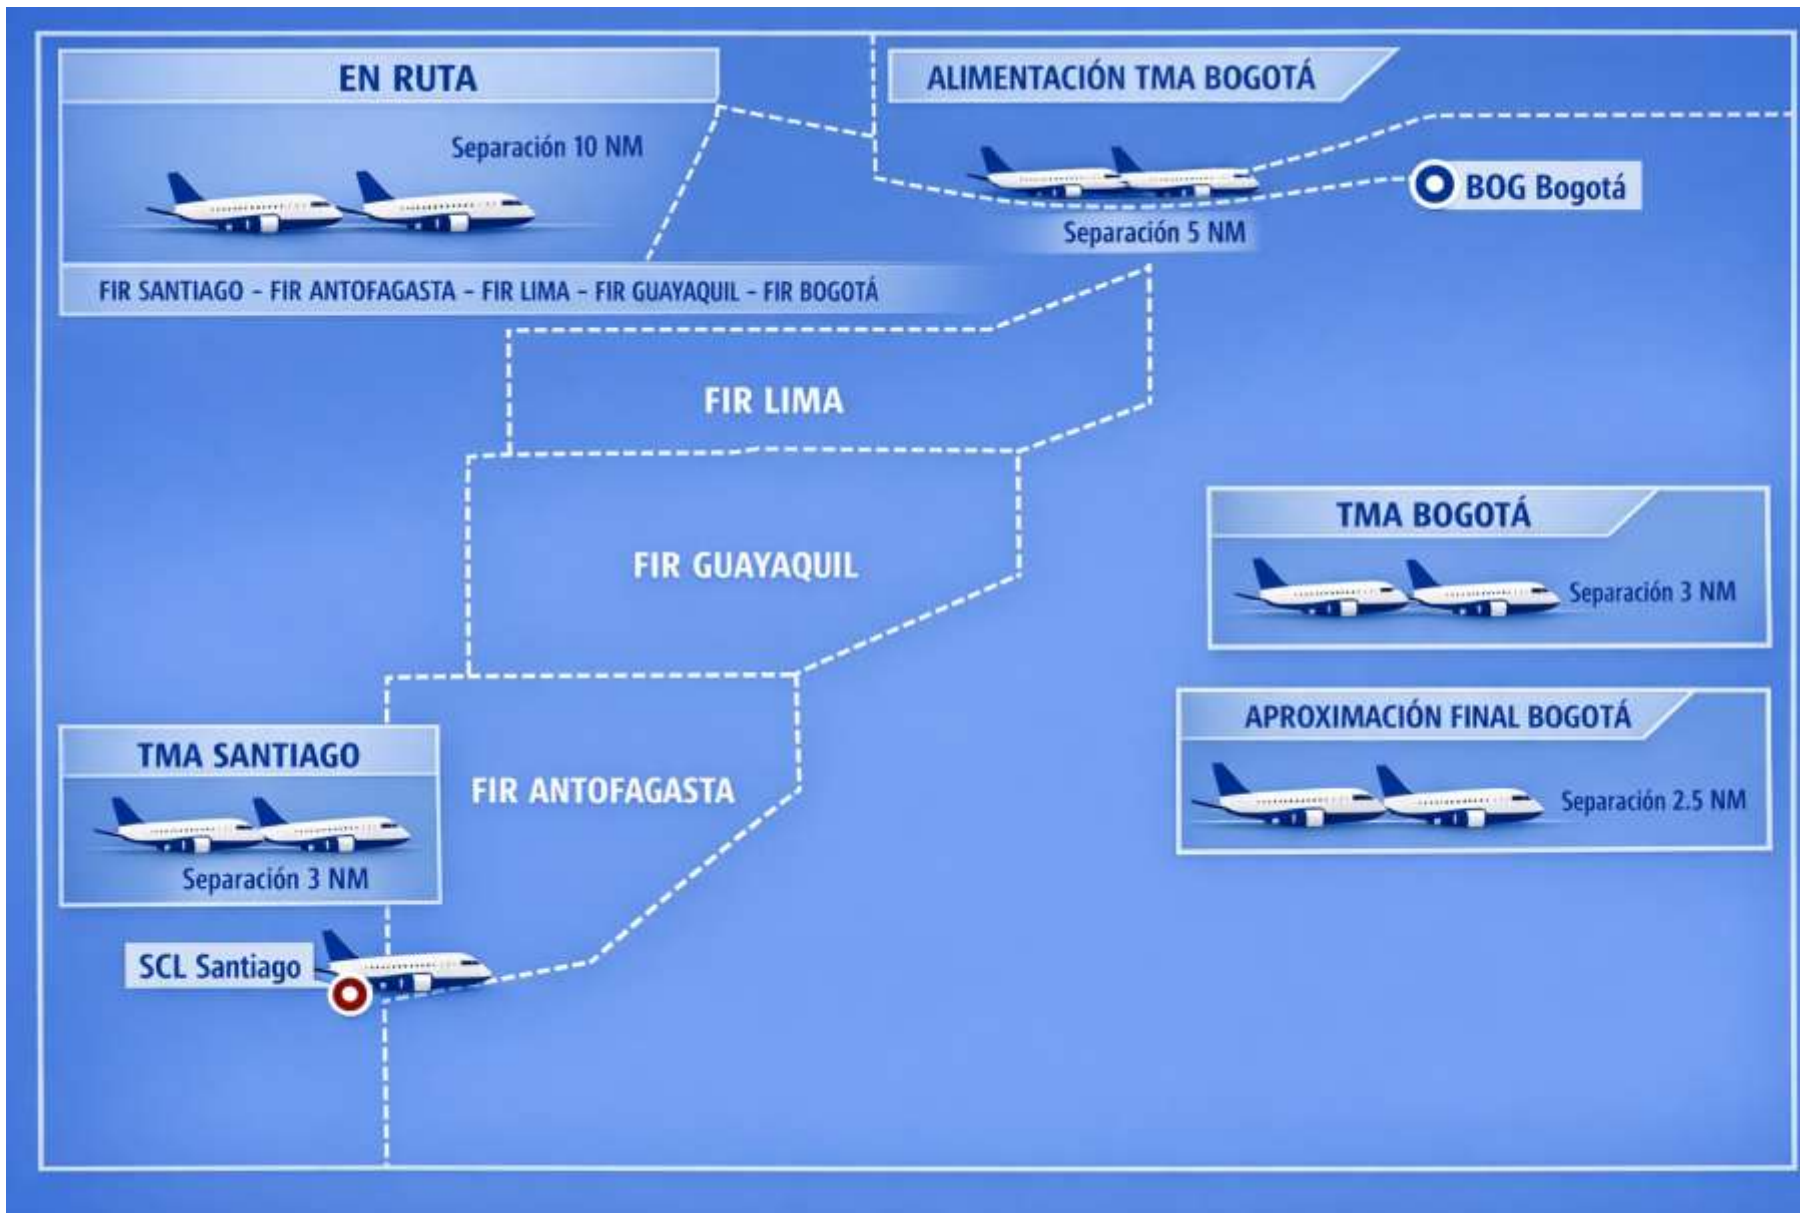 EN RUTA
Separación 10 NM
FIR SANTIAGO - FIR ANTOFAGASTA - FIR LIMA - FIR GUAYAQUIL - FIR BOGOTÁ
ALIMENTACIÓN TMA BOGOTÁ
Separación 5 NM
BOG Bogotá
FIR LIMA
FIR GUAYAQUIL
FIR ANTOFAGASTA
TMA BOGOTÁ
Separación 3 NM
APROXIMACIÓN FINAL BOGOTÁ
Separación 2.5 NM
TMA SANTIAGO
Separación 3 NM
SCL Santiago